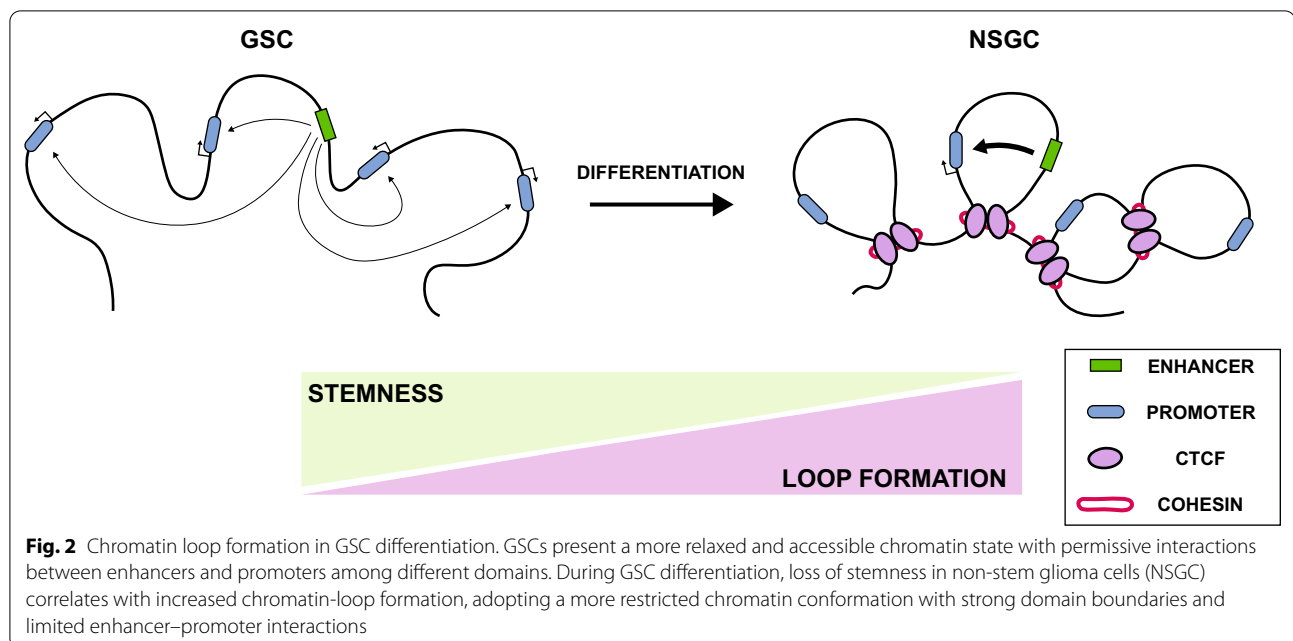 GSC
NSGC
DIFFERENTIATION
STEMNESS
LOOP FORMATION
ENHANCER
PROMOTER
CTCF
COHESIN
Fig. 2 Chromatin loop formation in GSC differentiation. GSCs present a more relaxed and accessible chromatin state with permissive interactions
between enhancers and promoters among different domains. During GSC differentiation, loss of stemness in non-stem glioma cells (NSGC)
correlates with increased chromatin-loop formation, adopting a more restricted chromatin conformation with strong domain boundaries and
limited enhancer–promoter interactions